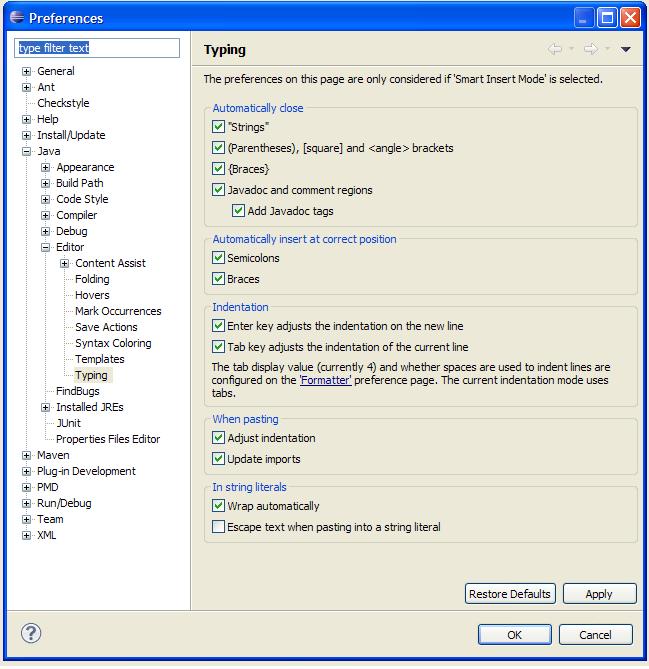 Preferences
type filter text
General
Ant
Checkstyle
Help
Install/Update
Java
Appearance
Build Path
Code Style
Compiler
Debug
Editor
Content Assist
Folding
Hovers
Mark Occurrences
Save Actions
Syntax Coloring
Templates
Typing
FindBugs
Installed JREs
JUnit
Properties Files Editor
Maven
Plug-in Development
PMD
Run/Debug
Team
XML
Typing
The preferences on this page are only considered if 'Smart Insert Mode' is selected.
Automatically close
"Strings"
(Parentheses), [square] and <angle> brackets
{Braces}
Javadoc and comment regions
Add Javadoc tags
Automatically insert at correct position
Semicolons
Braces
Indentation
Enter key adjusts the indentation on the new line
Tab key adjusts the indentation of the current line
The tab display value (currently 4) and whether spaces are used to indent lines are
configured on the 'Formatter' preference page. The current indentation mode uses
tabs.
When pasting
Adjust indentation
Update imports
In string literals
Wrap automatically
Escape text when pasting into a string literal
Restore Defaults
Apply
?
OK
Cancel